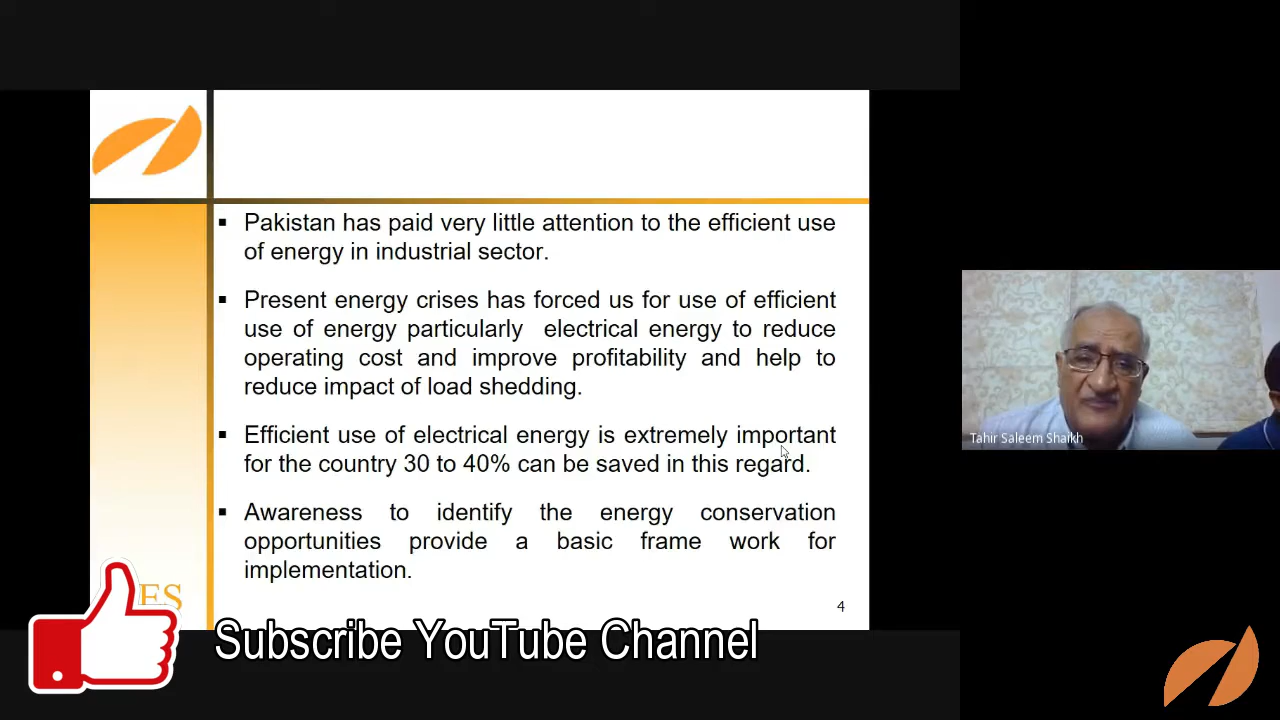 ▪ Pakistan has paid very little attention to the efficient use
of energy in industrial sector.
▪ Present energy crises has forced us for use of efficient
use of energy particularly electrical energy to reduce
operating cost and improve profitability and help to
reduce impact of load shedding.
▪ Efficient use of electrical energy is extremely important
for the country 30 to 40% can be saved in this regard.
▪ Awareness to identify the energy conservation
opportunities provide a basic frame work for
implementation.
ES
4
Subscribe YouTube Channel
Tahir Saleem Shaikh